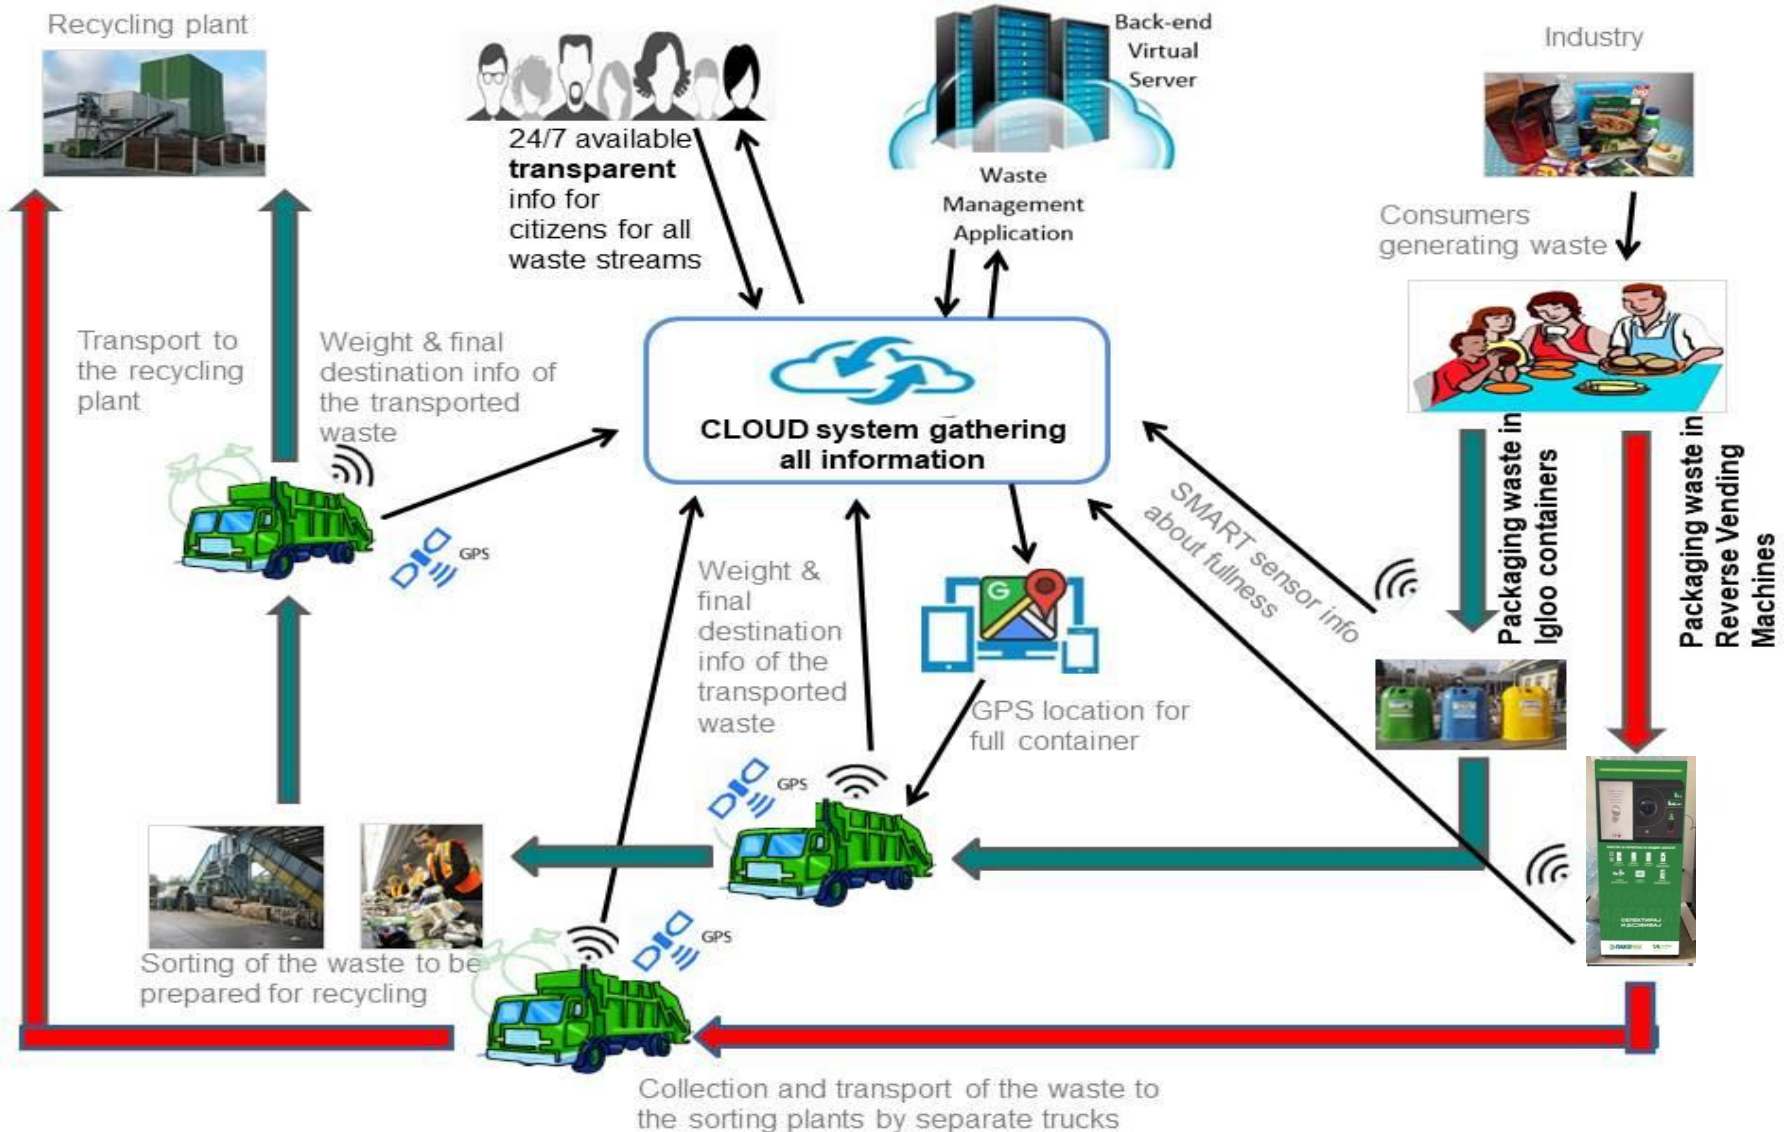 Recycling plant
24/7 available
transparent
info for
citizens for all
waste streams
Back-end
Virtual
Server
Waste
Management
Application
Industry
Consumers
generating waste
Transport to
the recycling
plant
Weight & final
destination info of
the transported
waste
CLOUD system gathering
all information
GPS
Weight &
final
destination
info of the
transported
waste
G
GPS location for
full container
SMART sensor info
about fullness
Packaging waste in
Igloo containers
Packaging waste in
Reverse Vending
Machines
GPS
GPS
Sorting of the waste to be
prepared for recycling
Collection and transport of the waste to
the sorting plants by separate trucks
СЕЛЕКТИРАЈ
И ДОБИВАЈ